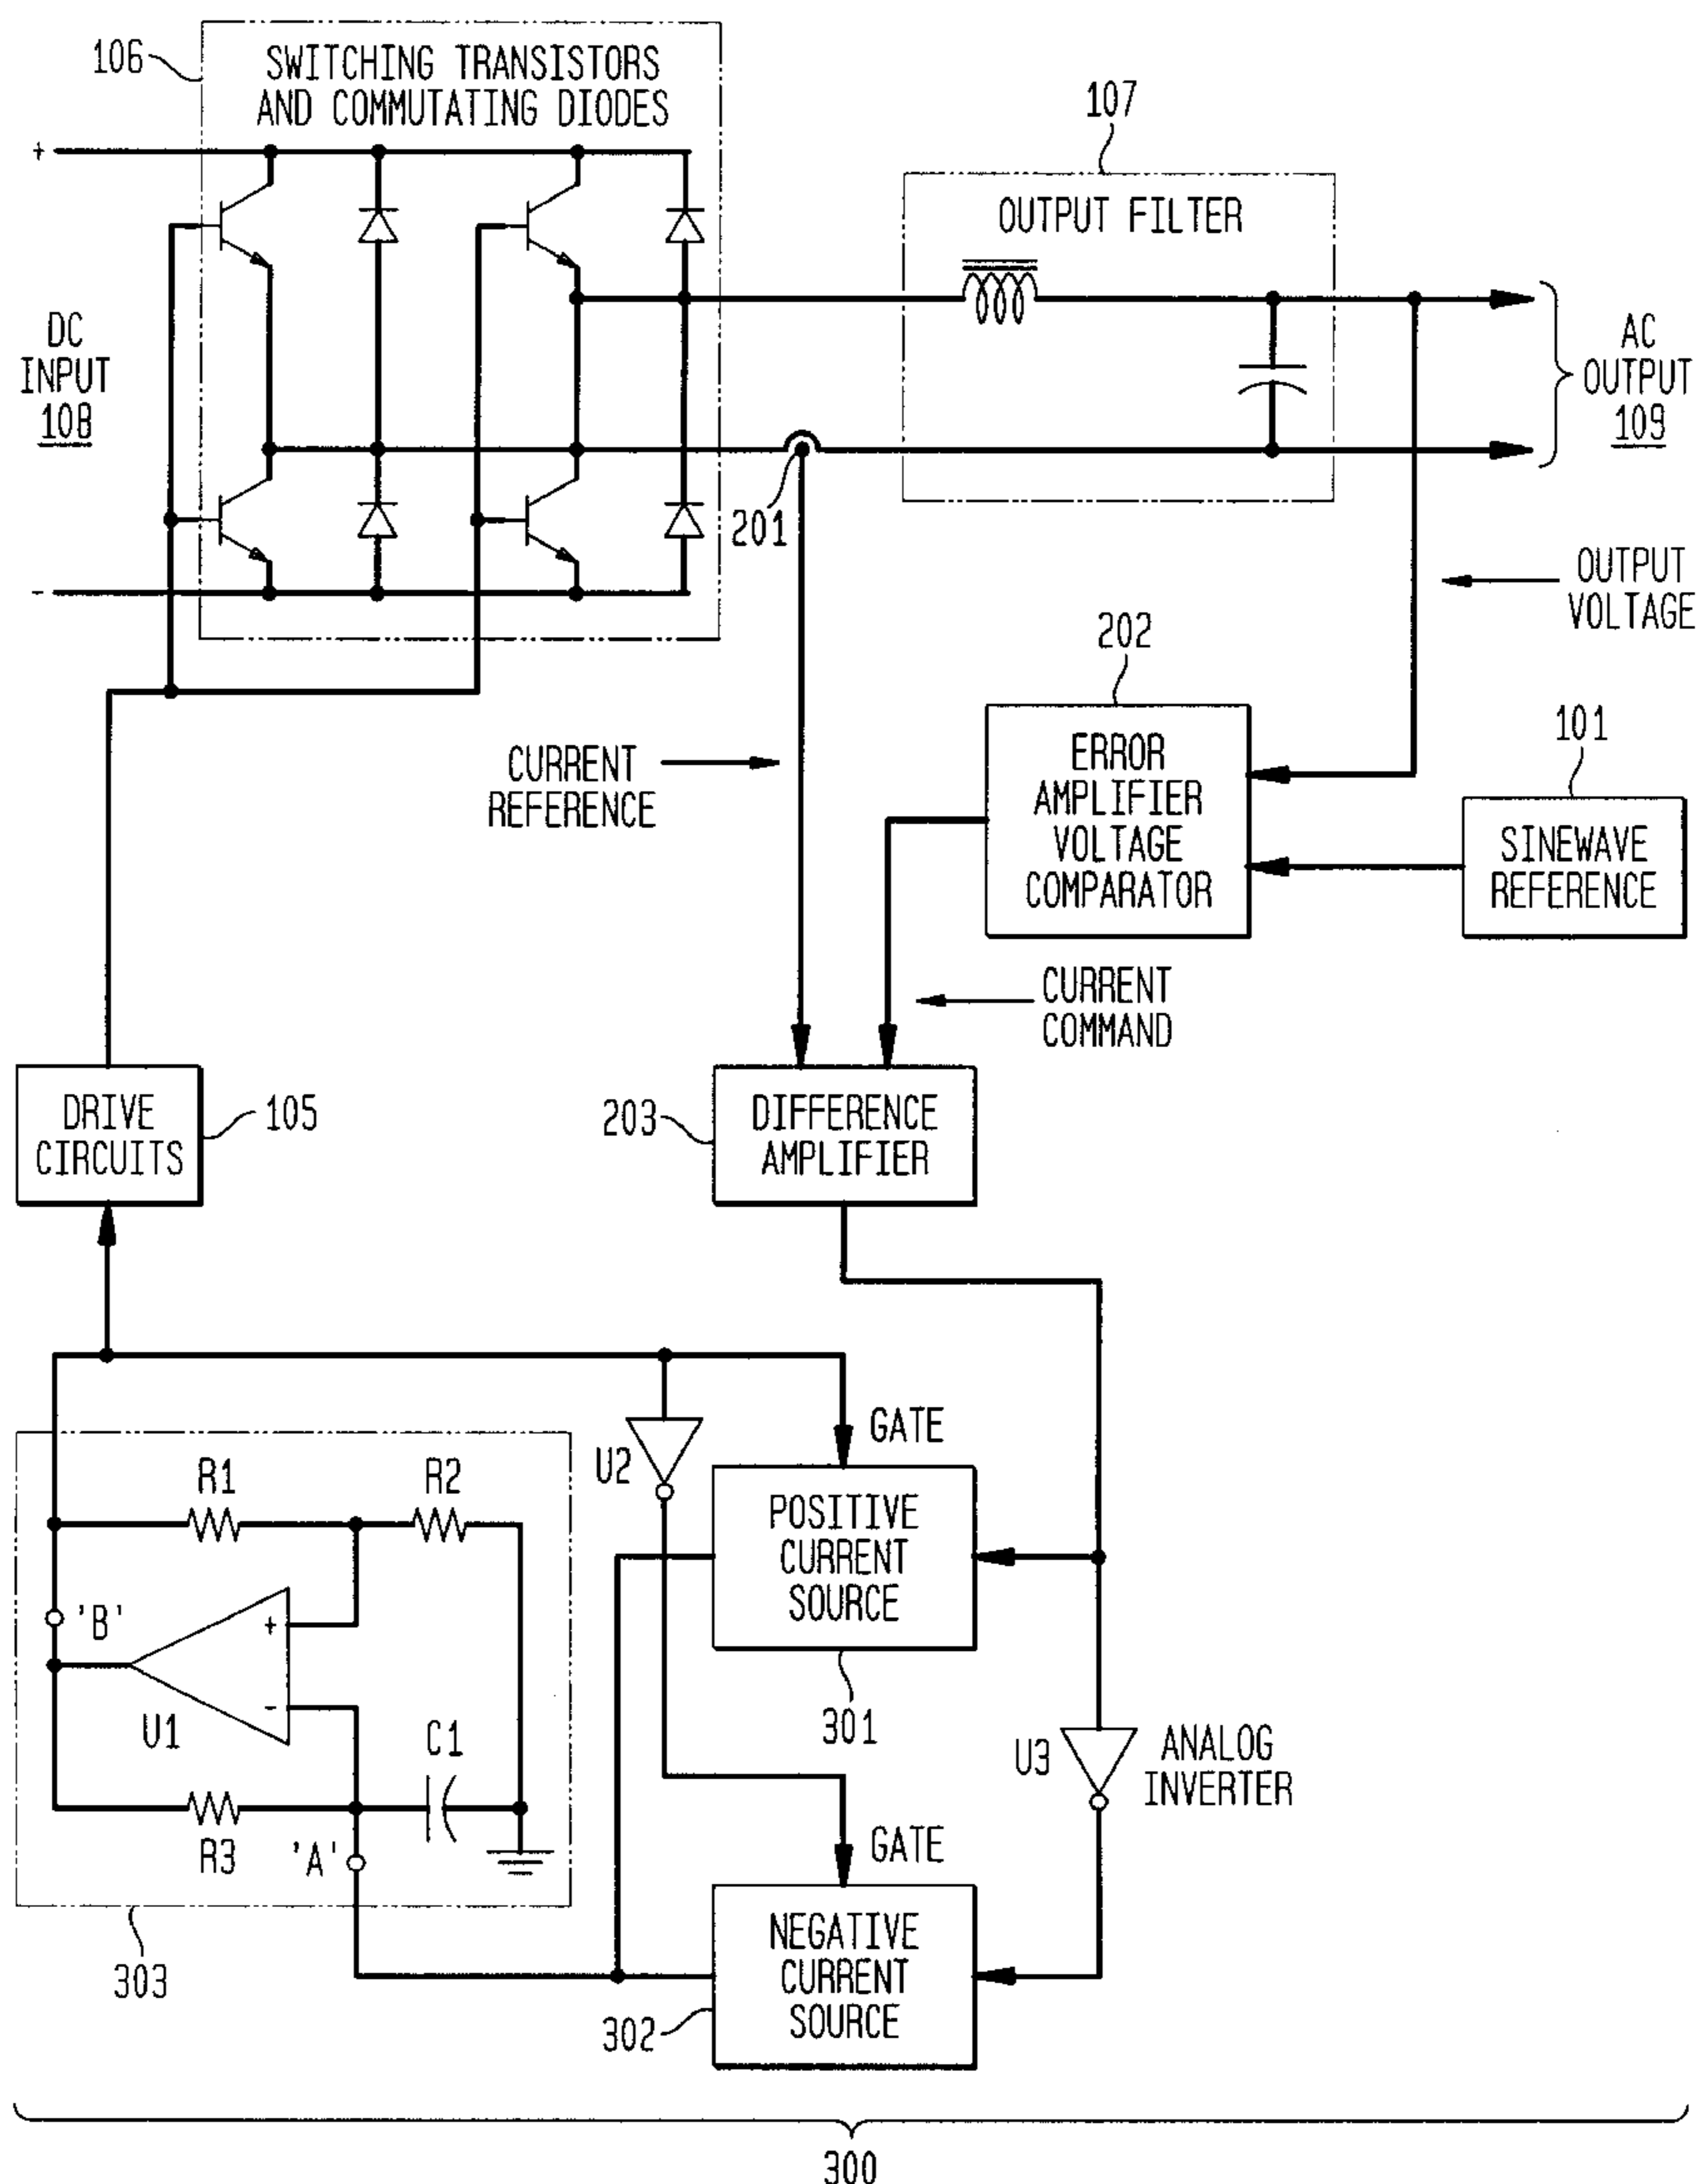 106
SWITCHING TRANSISTORS
AND COMMUTATING DIODES
107
OUTPUT FILTER
+
DC
INPUT
108
-
AC
OUTPUT
109
201
OUTPUT
VOLTAGE
202
101
CURRENT
REFERENCE
ERROR
AMPLIFIER
VOLTAGE
COMPARATOR
SINEWAVE
REFERENCE
CURRENT
COMMAND
DRIVE
CIRCUITS
105
203
DIFFERENCE
AMPLIFIER
GATE
U2
R1
R2
POSITIVE
CURRENT
SOURCE
'B'
+
-
U1
C1
301
U3
ANALOG
INVERTER
R3
'A'
GATE
303
NEGATIVE
CURRENT
SOURCE
302
300